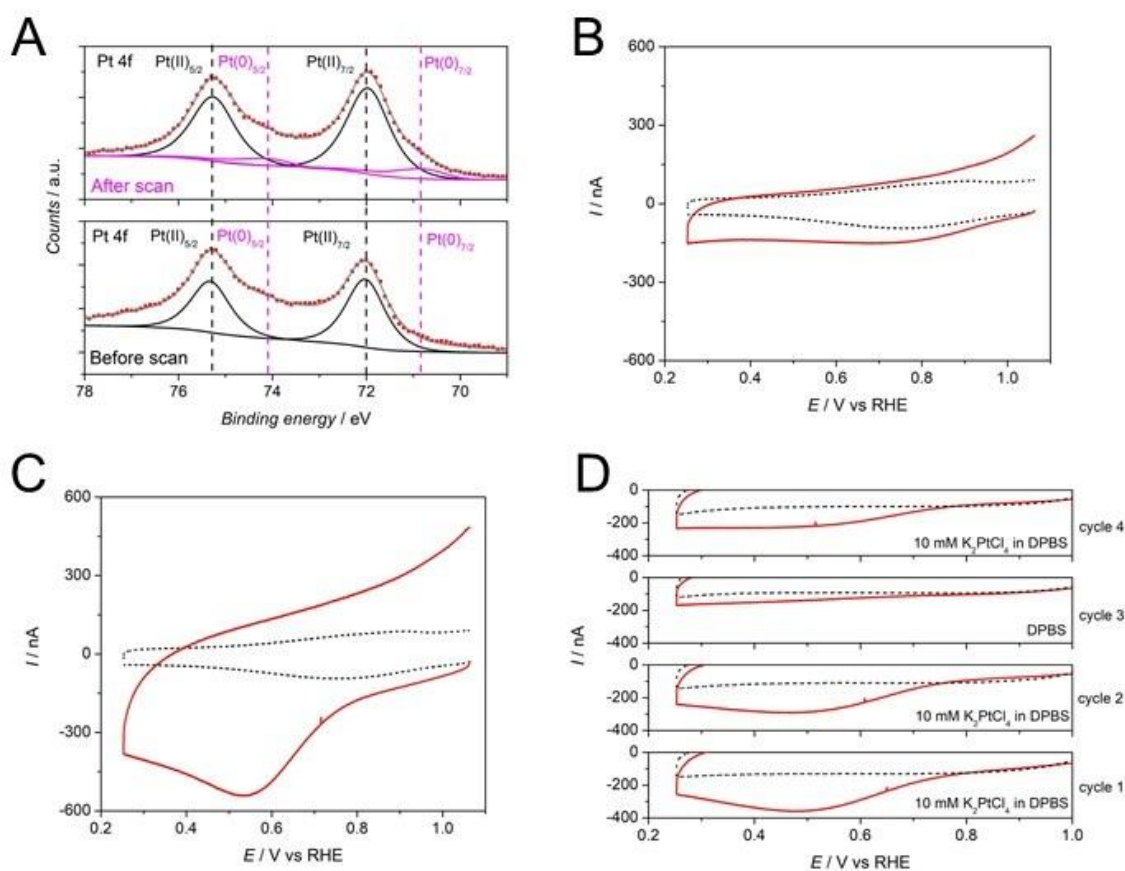 A
Pt 4f
Pt(II)₅/₂
Pt(0)₅/₂
Pt(II)₇/₂
Pt(0)₇/₂
After scan
Pt 4f
Pt(II)₅/₂
Pt(0)₅/₂
Pt(II)₇/₂
Pt(0)₇/₂
Before scan
Counts / a.u.
78 76 74 72 70
Binding energy / eV
B
600
300
0
-300
-600
I / nA
0.2 0.4 0.6 0.8 1.0
E / V vs RHE
C
600
300
0
-300
-600
I / nA
0.2 0.4 0.6 0.8 1.0
E / V vs RHE
D
0
-200
-400
10 mM K₂PtCl₄ in DPBS
cycle 4
0
-200
-400
DPBS
cycle 3
0
-200
-400
10 mM K₂PtCl₄ in DPBS
cycle 2
0
-200
-400
10 mM K₂PtCl₄ in DPBS
cycle 1
I / nA
0.2 0.4 0.6 0.8 1.0
E / V vs RHE